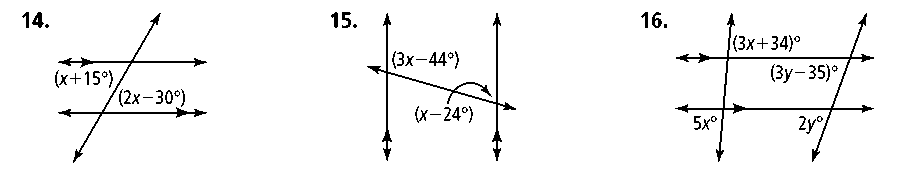 14.
(x+15°)
(2x−30°)
15.
(3x−44°)
(x−24°)
16.
(3x+34)°
(3y−35)°
5x°
2y°